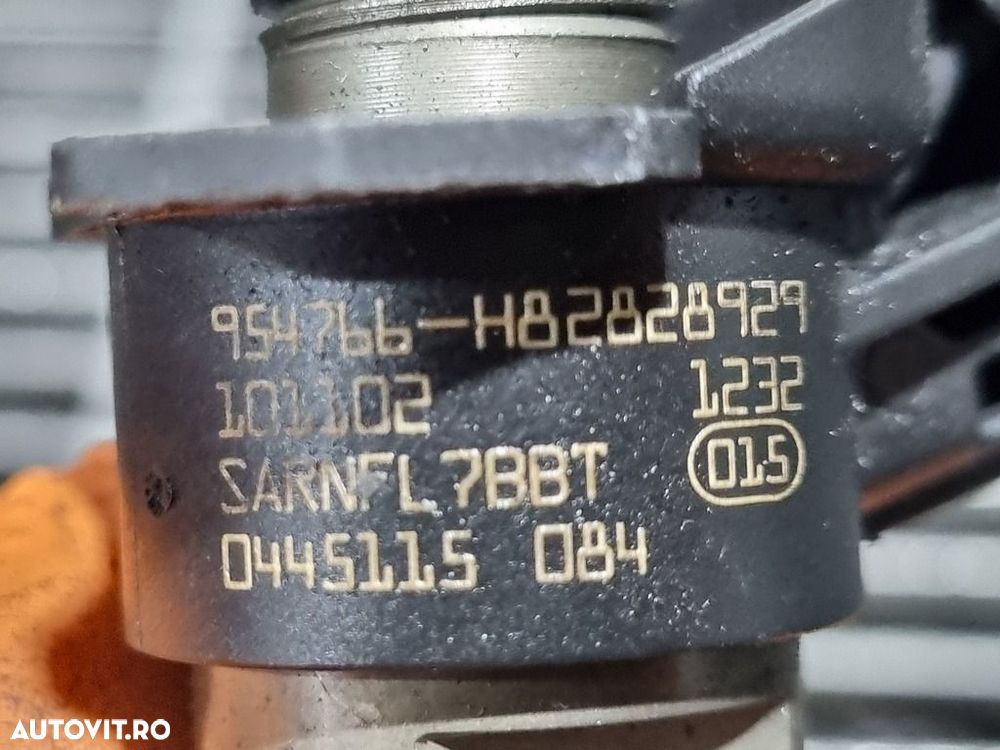 954766-H82828929
101102 1232
SARNFL7BBT 015
0445115 084
AUTOVIT.RO